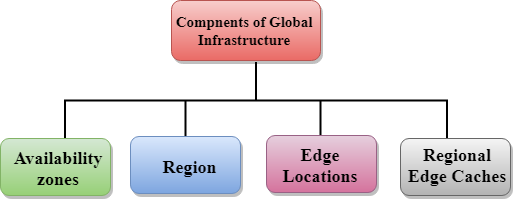 Compnents of Global
Infrastructure
Availability
zones
Region
Edge
Locations
Regional
Edge Caches